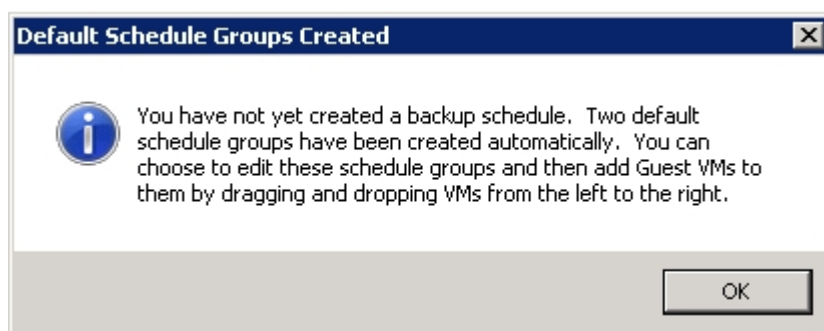 Default Schedule Groups Created
You have not yet created a backup schedule.  Two default
schedule groups have been created automatically.  You can
choose to edit these schedule groups and then add Guest VMs to
them by dragging and dropping VMs from the left to the right.
OK